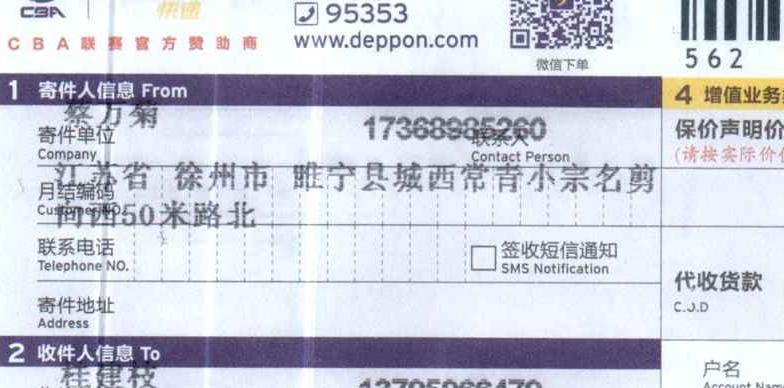 CBA 快递 95353
CBA联赛官方赞助商 www.deppon.com
微信下单
562
1 寄件人信息 From
4 增值业务
蔡万菊
寄件单位 17368985260 联系人
Company Contact Person
保价声明价
(请按实际价值
江苏省 徐州市 睢宁县城西常青小宗名剪
月结编码
Customer NO.
向西50米路北
联系电话 签收短信通知
Telephone NO. SMS Notification
代收货款
C.O.D
寄件地址
Address
2 收件人信息 To
户名
Account Name